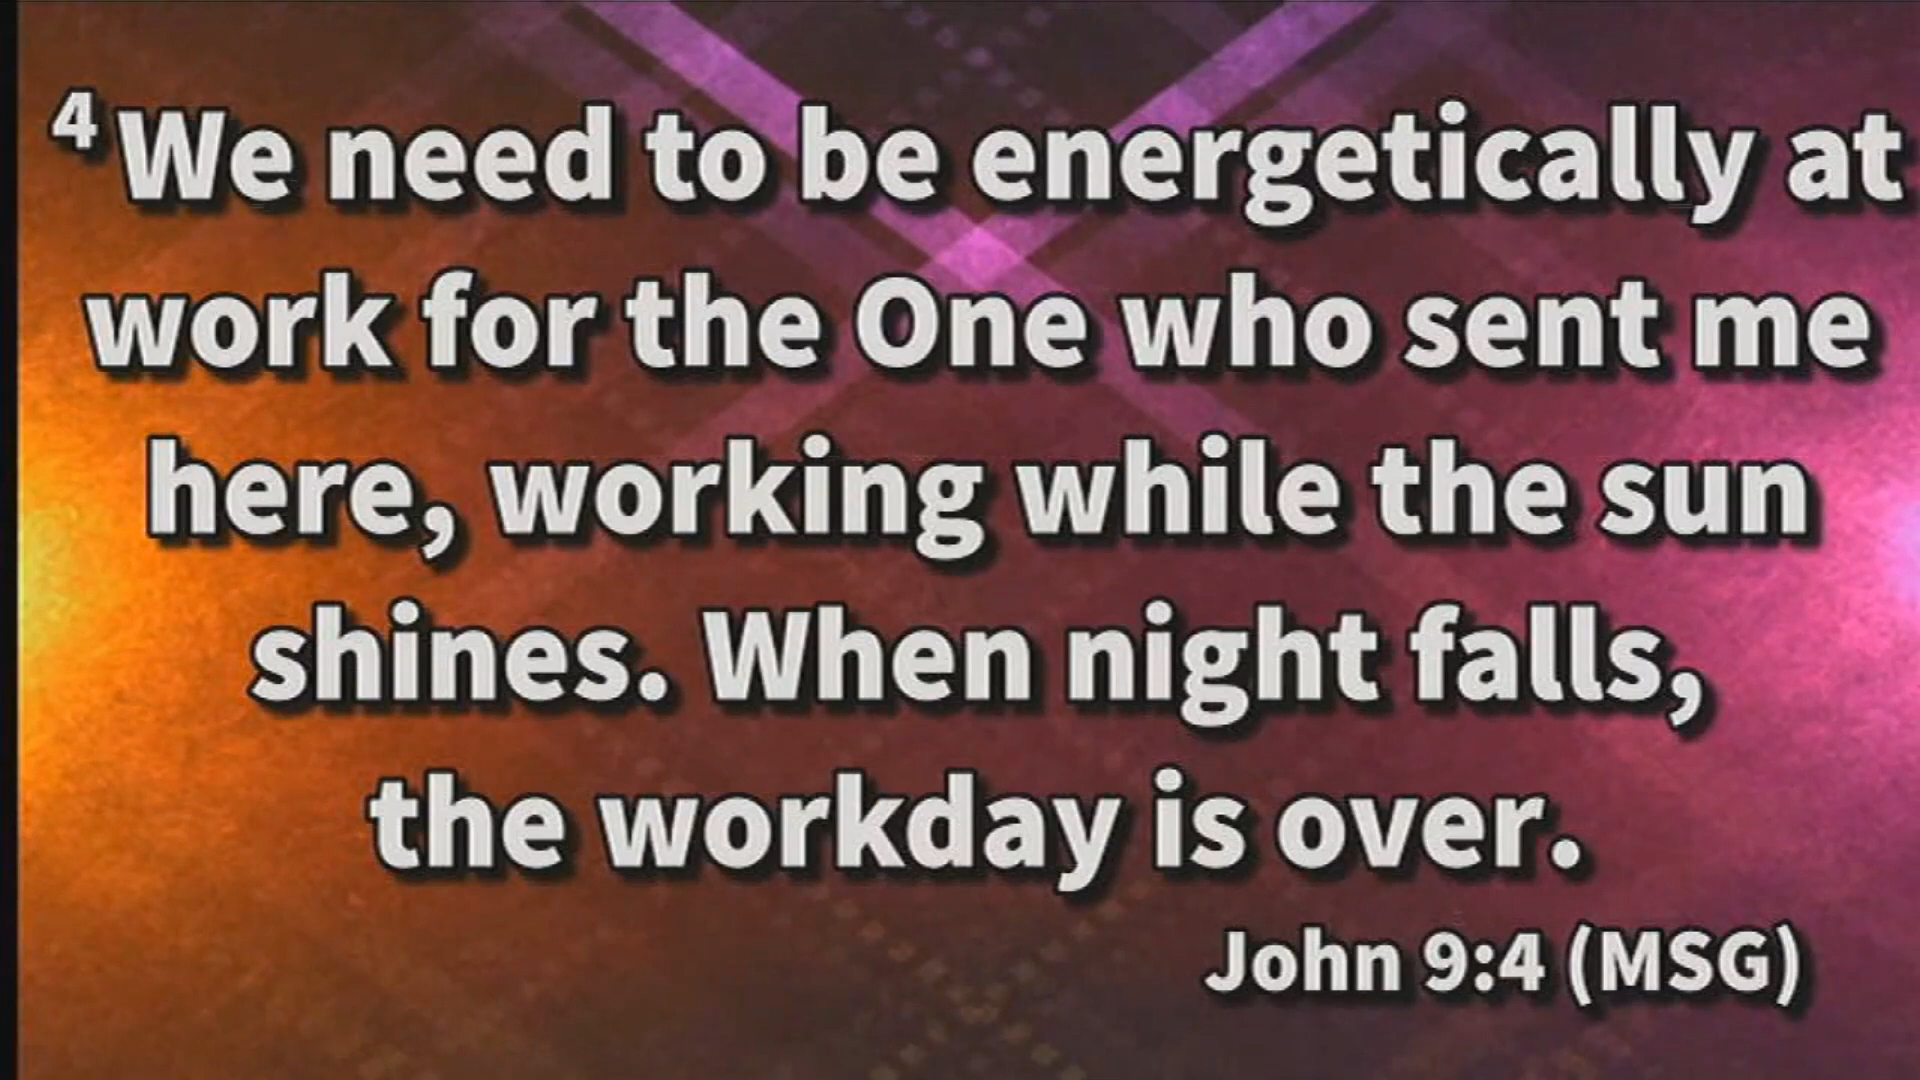 4 We need to be energetically at
work for the One who sent me
here, working while the sun
shines. When night falls,
the workday is over.
John 9:4 (MSG)